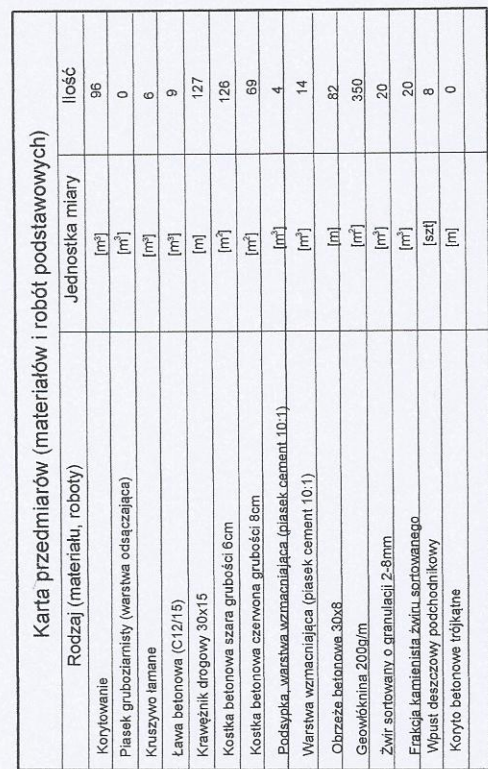 Karta przedmiarów (materiałów i robót podstawowych)
Rodzaj (materiału, roboty) Jednostka miary Ilość
Korytowanie [m³] 96
Piasek gruboziarnisty (warstwa odsączająca) [m³] 0
Kruszywo łamane [m³] 6
Ława betonowa (C12/15) [m³] 9
Krawężnik drogowy 30x15 [m] 127
Kostka betonowa szara grubości 6cm [m²] 126
Kostka betonowa czerwona grubości 8cm [m²] 69
Podsypka, warstwa wzmacniająca (piasek cement 10:1) [m³] 4
Warstwa wzmacniająca (piasek cement 10:1) [m³] 14
Obrzeże betonowe 30x8 [m] 82
Geowłóknina 200g/m [m²] 350
Żwir sortowany o granulacji 2-8mm [m³] 20
Frakcja kamienista żwiru sortowanego [m³] 20
Wpust deszczowy podchodnikowy [szt] 8
Koryto betonowe trójkątne [m] 0